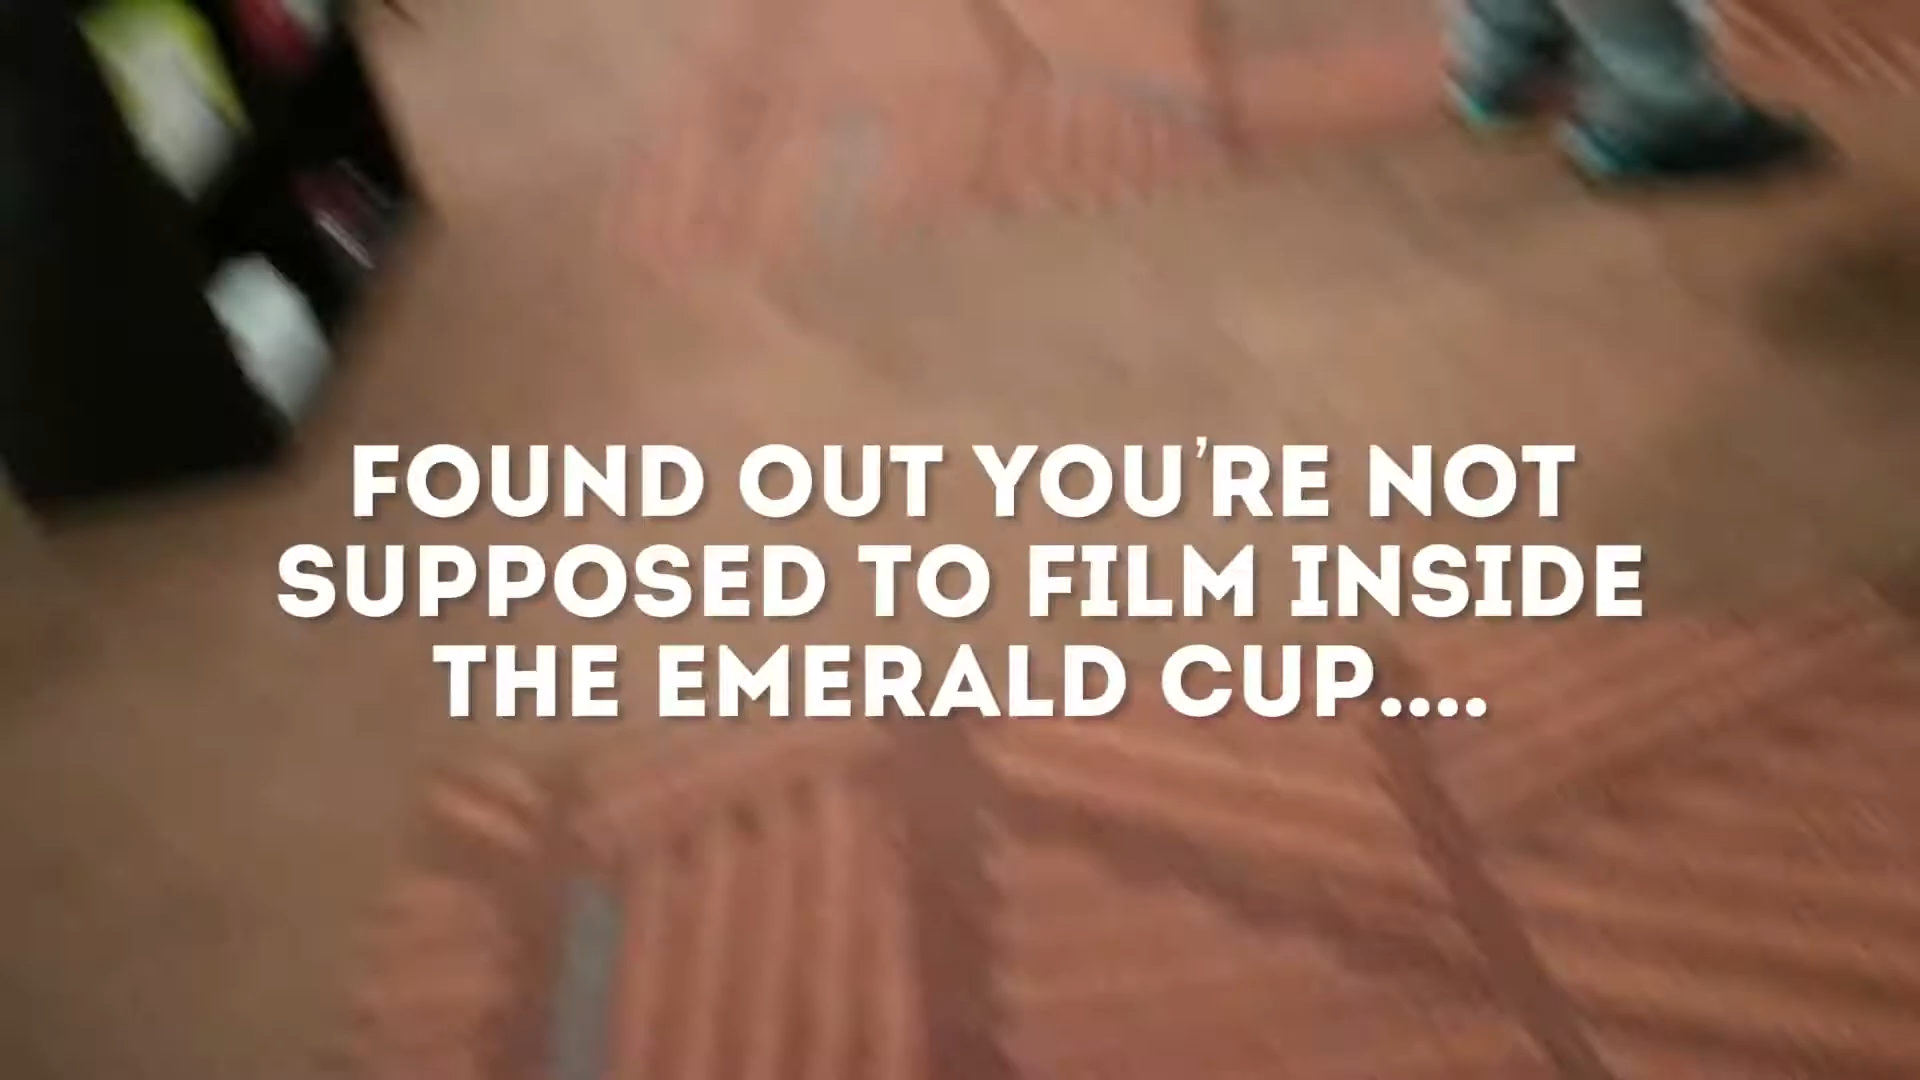 FOUND OUT YOU'RE NOT
SUPPOSED TO FILM INSIDE
THE EMERALD CUP....